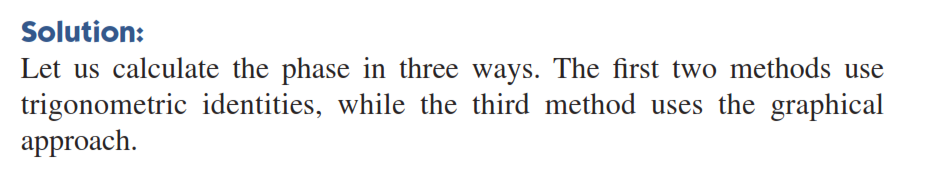 Solution:
Let us calculate the phase in three ways. The first two methods use
trigonometric identities, while the third method uses the graphical
approach.